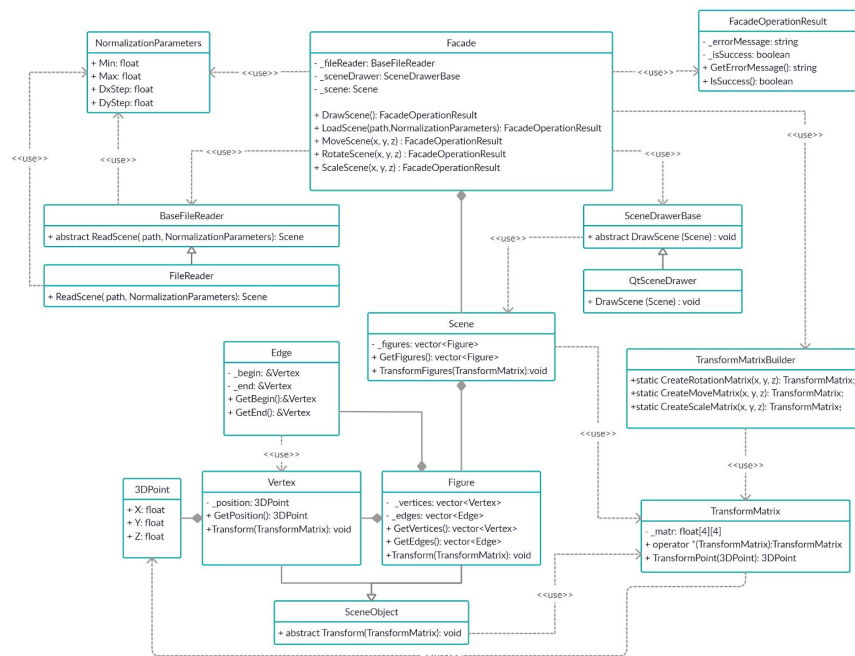 NormalizationParameters
+ Min: float
+ Max: float
+ DxStep: float
+ DyStep: float
Facade
- _fileReader: BaseFileReader
- _sceneDrawer: SceneDrawerBase
- _scene: Scene
+ DrawScene(): FacadeOperationResult
+ LoadScene(path,NormalizationParameters): FacadeOperationResult
+ MoveScene(x, y, z) : FacadeOperationResult
+ RotateScene(x, y, z) : FacadeOperationResult
+ ScaleScene(x, y, z) : FacadeOperationResult
FacadeOperationResult
- _errorMessage: string
- _isSuccess: boolean
+ GetErrorMessage(): string
+ IsSuccess(): boolean
<<use>>
<<use>>
<<use>>
<<use>>
<<use>>
<<use>>
<<use>>
BaseFileReader
+ abstract ReadScene( path, NormalizationParameters): Scene
FileReader
+ ReadScene( path, NormalizationParameters): Scene
SceneDrawerBase
+ abstract DrawScene (Scene) : void
<<use>>
QtSceneDrawer
+ DrawScene (Scene) : void
Scene
- _figures: vector<Figure>
+ GetFigures(): vector<Figure>
+ TransformFigures(TransformMatrix):void
Edge
- _begin: &Vertex
- _end: &Vertex
+ GetBegin():&Vertex
+ GetEnd(): &Vertex
TransformMatrixBuilder
+static CreateRotationMatrix(x, y, z): TransformMatrix;
+static CreateMoveMatrix(x, y, z): TransformMatrix;
+static CreateScaleMatrix(x, y, z): TransformMatrix;
<<use>>
<<use>>
<<use>>
3DPoint
+ X: float
+ Y: float
+ Z: float
Vertex
- _position: 3DPoint
+ GetPosition(): 3DPoint
+Transform(TransformMatrix): void
Figure
- _vertices: vector<Vertex>
- _edges: vector<Edge>
+ GetVertices(): vector<Vertex>
+ GetEdges(): vector<Edge>
+Transform(TransformMatrix): void
TransformMatrix
- _matr: float[4][4]
+ operator *(TransformMatrix):TransformMatrix
+ TransformPoint(3DPoint): 3DPoint
<<use>>
SceneObject
+ abstract Transform(TransformMatrix): void
<<use>>